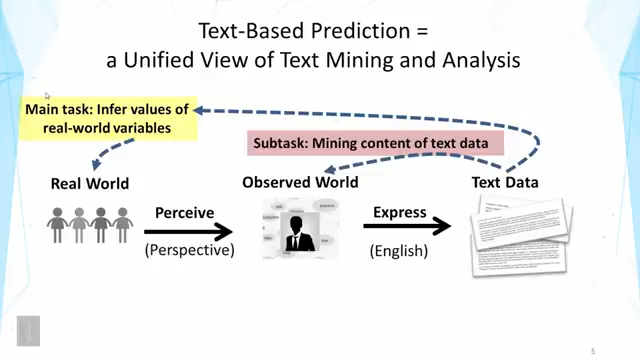 Text-Based Prediction =
a Unified View of Text Mining and Analysis
Main task: Infer values of
real-world variables
Subtask: Mining content of text data
Real World
Observed World
Text Data
Perceive
(Perspective)
Express
(English)
5